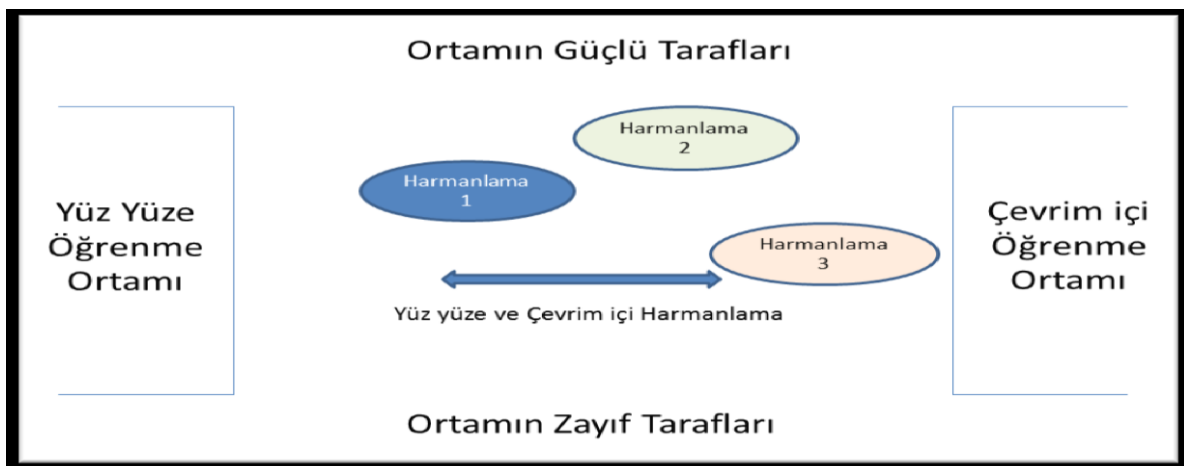 Ortamın Güçlü Tarafları
Harmanlama
2
Harmanlama
1
Yüz Yüze
Öğrenme
Ortamı
Çevrim içi
Öğrenme
Ortamı
Harmanlama
3
Yüz yüze ve Çevrim içi Harmanlama
Ortamın Zayıf Tarafları